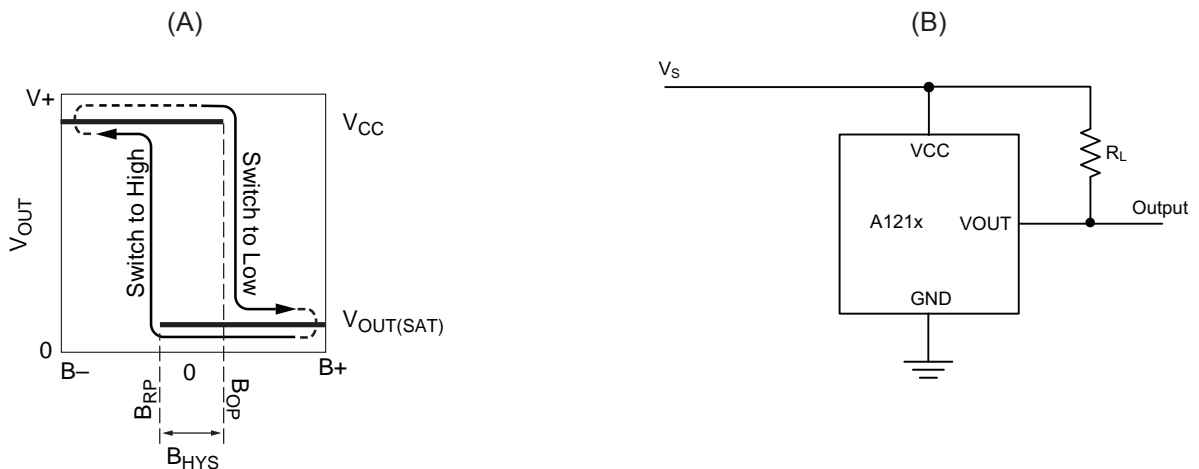 (A)
(B)
V+
VCC
Switch to High
Switch to Low
VOUT
VOUT(SAT)
0
B−
0
B+
BRP
BOP
BHYS
VS
VCC
RL
A121x
VOUT
Output
GND